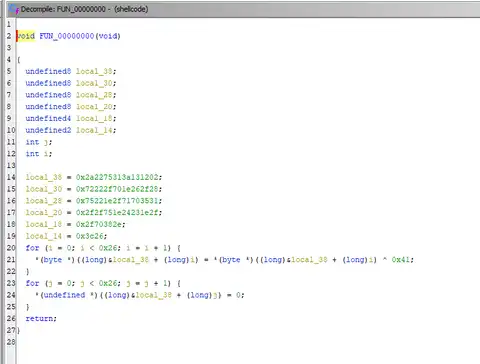 Decompile: FUN_00000000 - (shellcode)
1
2 void FUN_00000000(void)
3
4 {
5 undefined8 local_38;
6 undefined8 local_30;
7 undefined8 local_28;
8 undefined8 local_20;
9 undefined4 local_18;
10 undefined2 local_14;
11 int j;
12 int i;
13
14 local_38 = 0x2a2275313a131202;
15 local_30 = 0x72222f701e262f28;
16 local_28 = 0x75221e2f71703531;
17 local_20 = 0x2f2f751e24231e2f;
18 local_18 = 0x2f70382e;
19 local_14 = 0x3c26;
20 for (i = 0; i < 0x26; i = i + 1) {
21 *(byte *)((long)&local_38 + (long)i) = *(byte *)((long)&local_38 + (long)i) ^ 0x41;
22 }
23 for (j = 0; j < 0x26; j = j + 1) {
24 *(undefined *)((long)&local_38 + (long)j) = 0;
25 }
26 return;
27 }
28